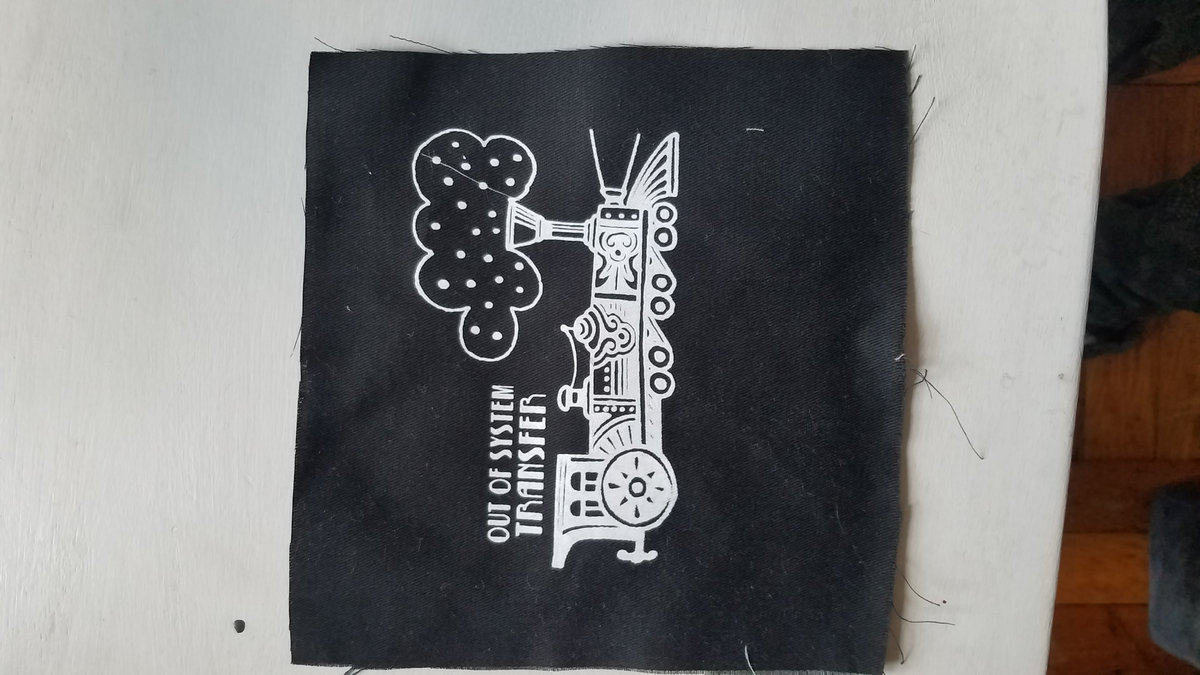 OUT OF SYSTEM
TRANSFER